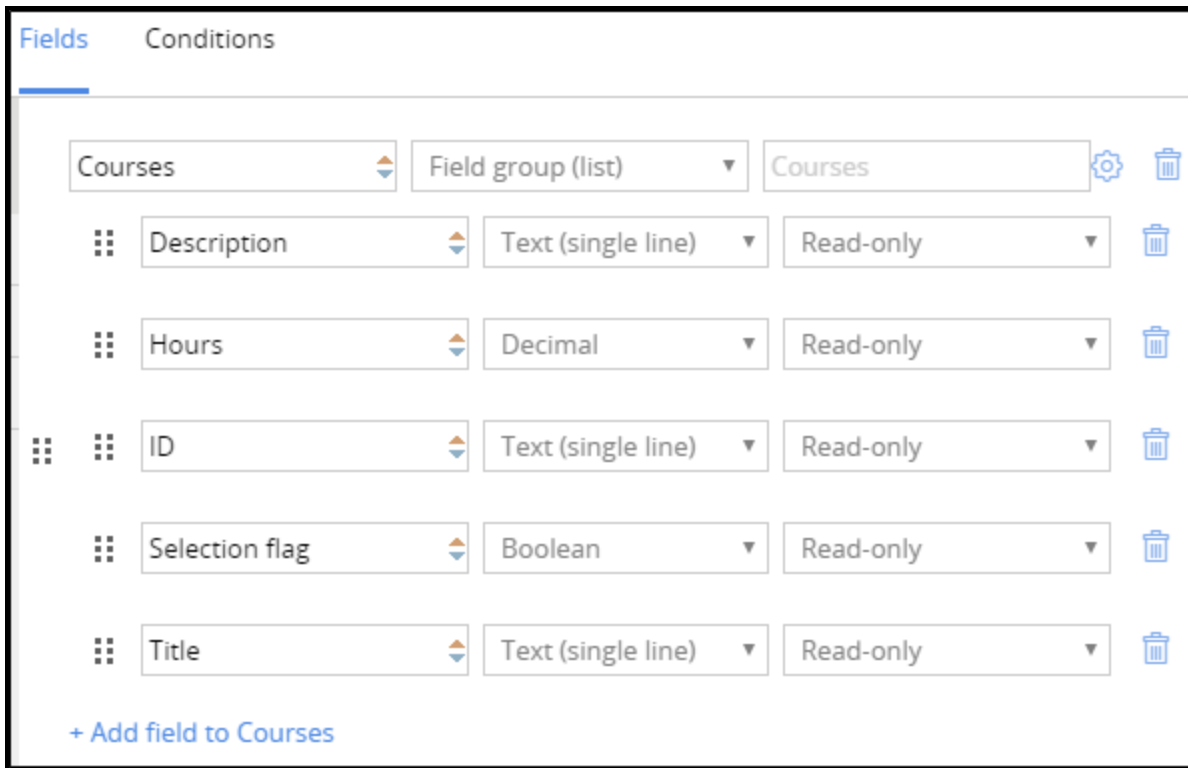 Fields Conditions
Courses Field group (list) Courses
Description Text (single line) Read-only
Hours Decimal Read-only
ID Text (single line) Read-only
Selection flag Boolean Read-only
Title Text (single line) Read-only
+ Add field to Courses